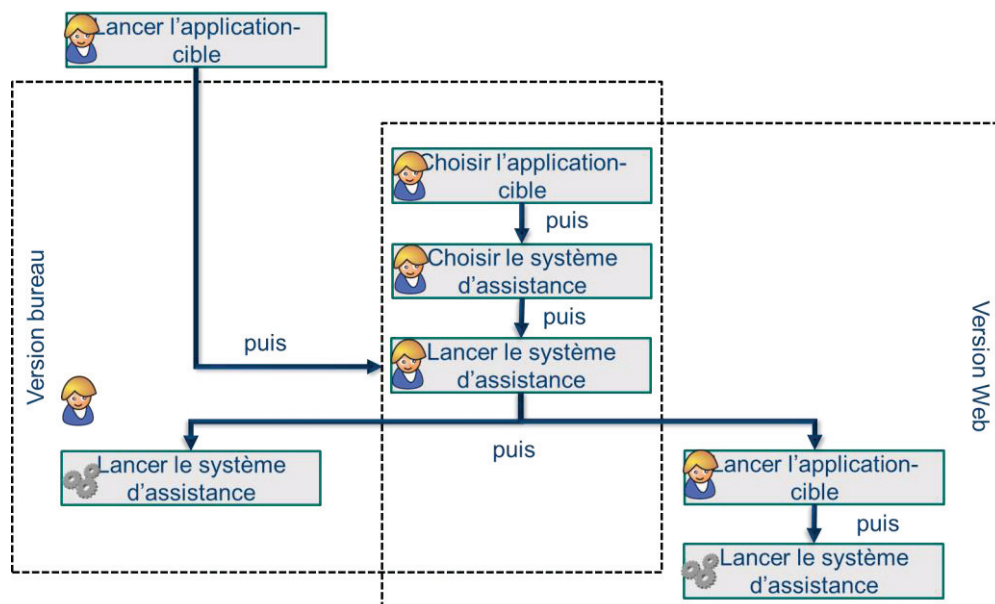 Lancer l'application-
cible
Choisir l'application-
cible
puis
Choisir le système
d'assistance
puis
Lancer le système
d'assistance
puis
Version bureau
Version Web
puis
Lancer le système
d'assistance
Lancer l'application-
cible
puis
Lancer le système
d'assistance